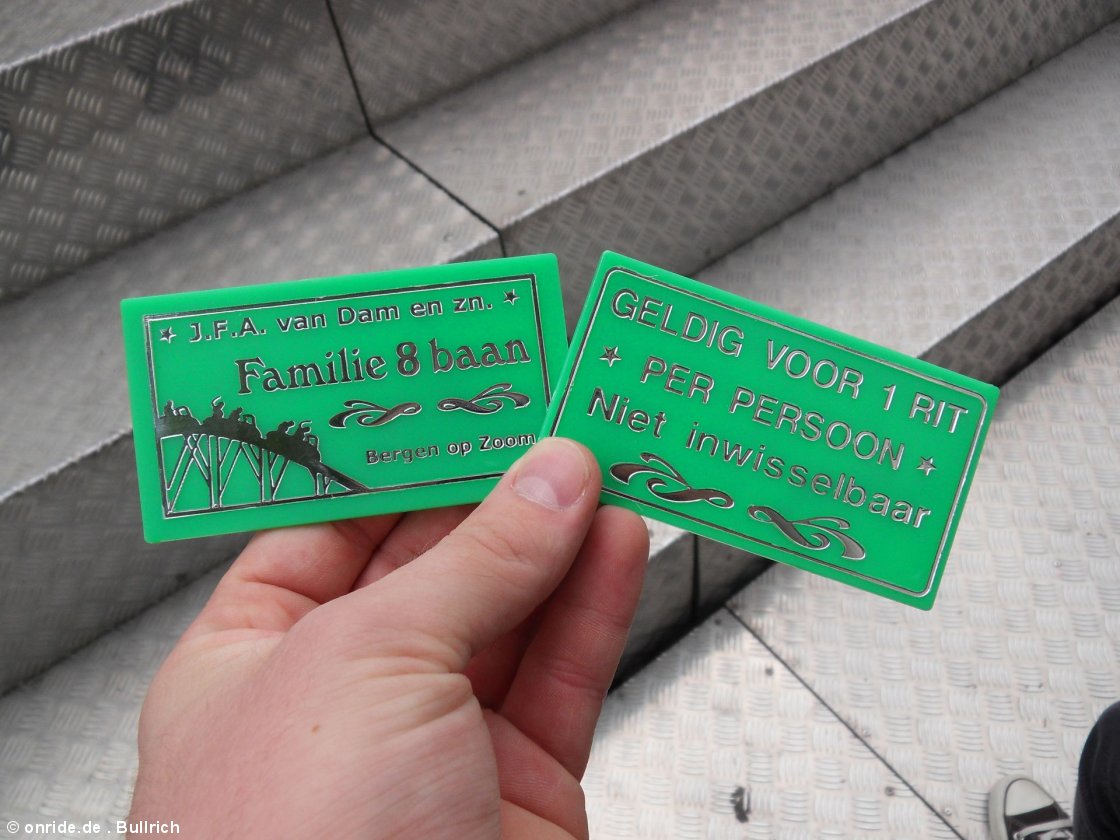 J.F.A. van Dam en zn.
Familie 8 baan
Bergen op Zoom
GELDIG VOOR 1 RIT
PER PERSOON
Niet inwisselbaar
© onride.de . Bullrich